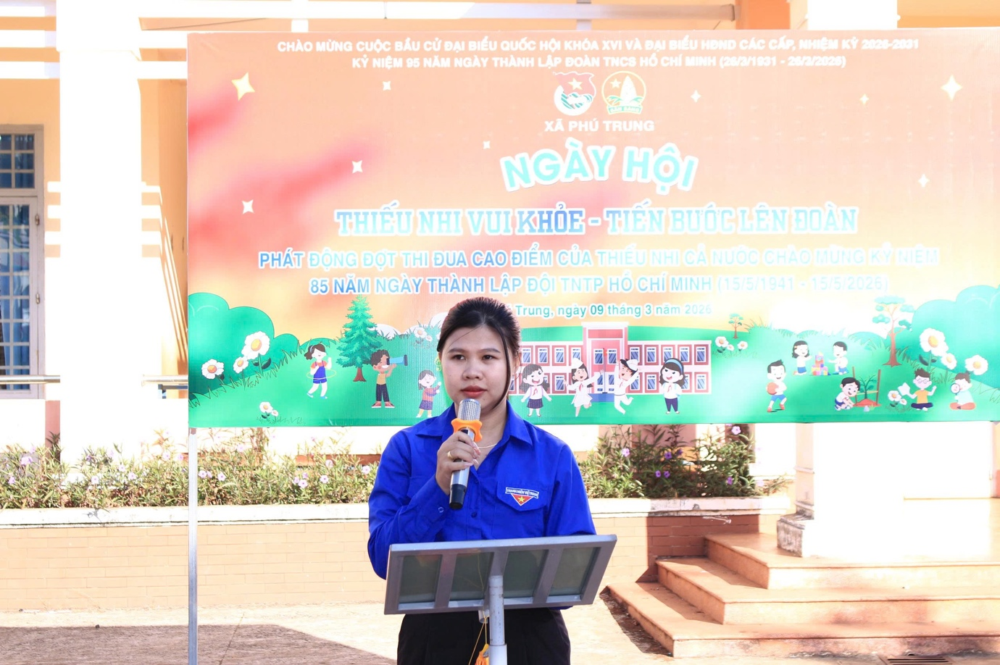 CHÀO MỪNG CUỘC BẦU CỬ ĐẠI BIỂU QUỐC HỘI KHÓA XVI VÀ ĐẠI BIỂU HĐND CÁC CẤP, NHIỆM KỲ 2026-2031
KỶ NIỆM 95 NĂM NGÀY THÀNH LẬP ĐOÀN TNCS HỒ CHÍ MINH (26/3/1931 - 26/3/2026)
XÃ PHÚ TRUNG
NGÀY HỘI
THIẾU NHI VUI KHỎE - TIẾN BƯỚC LÊN ĐOÀN
PHÁT ĐỘNG ĐỢT THI ĐUA CAO ĐIỂM CỦA THIẾU NHI CẢ NƯỚC CHÀO MỪNG KỶ NIỆM
85 NĂM NGÀY THÀNH LẬP ĐỘI TNTP HỒ CHÍ MINH (15/5/1941 - 15/5/2026)
Trung, ngày 09 tháng 3 năm 2026
THANH NIÊN VIỆT NAM